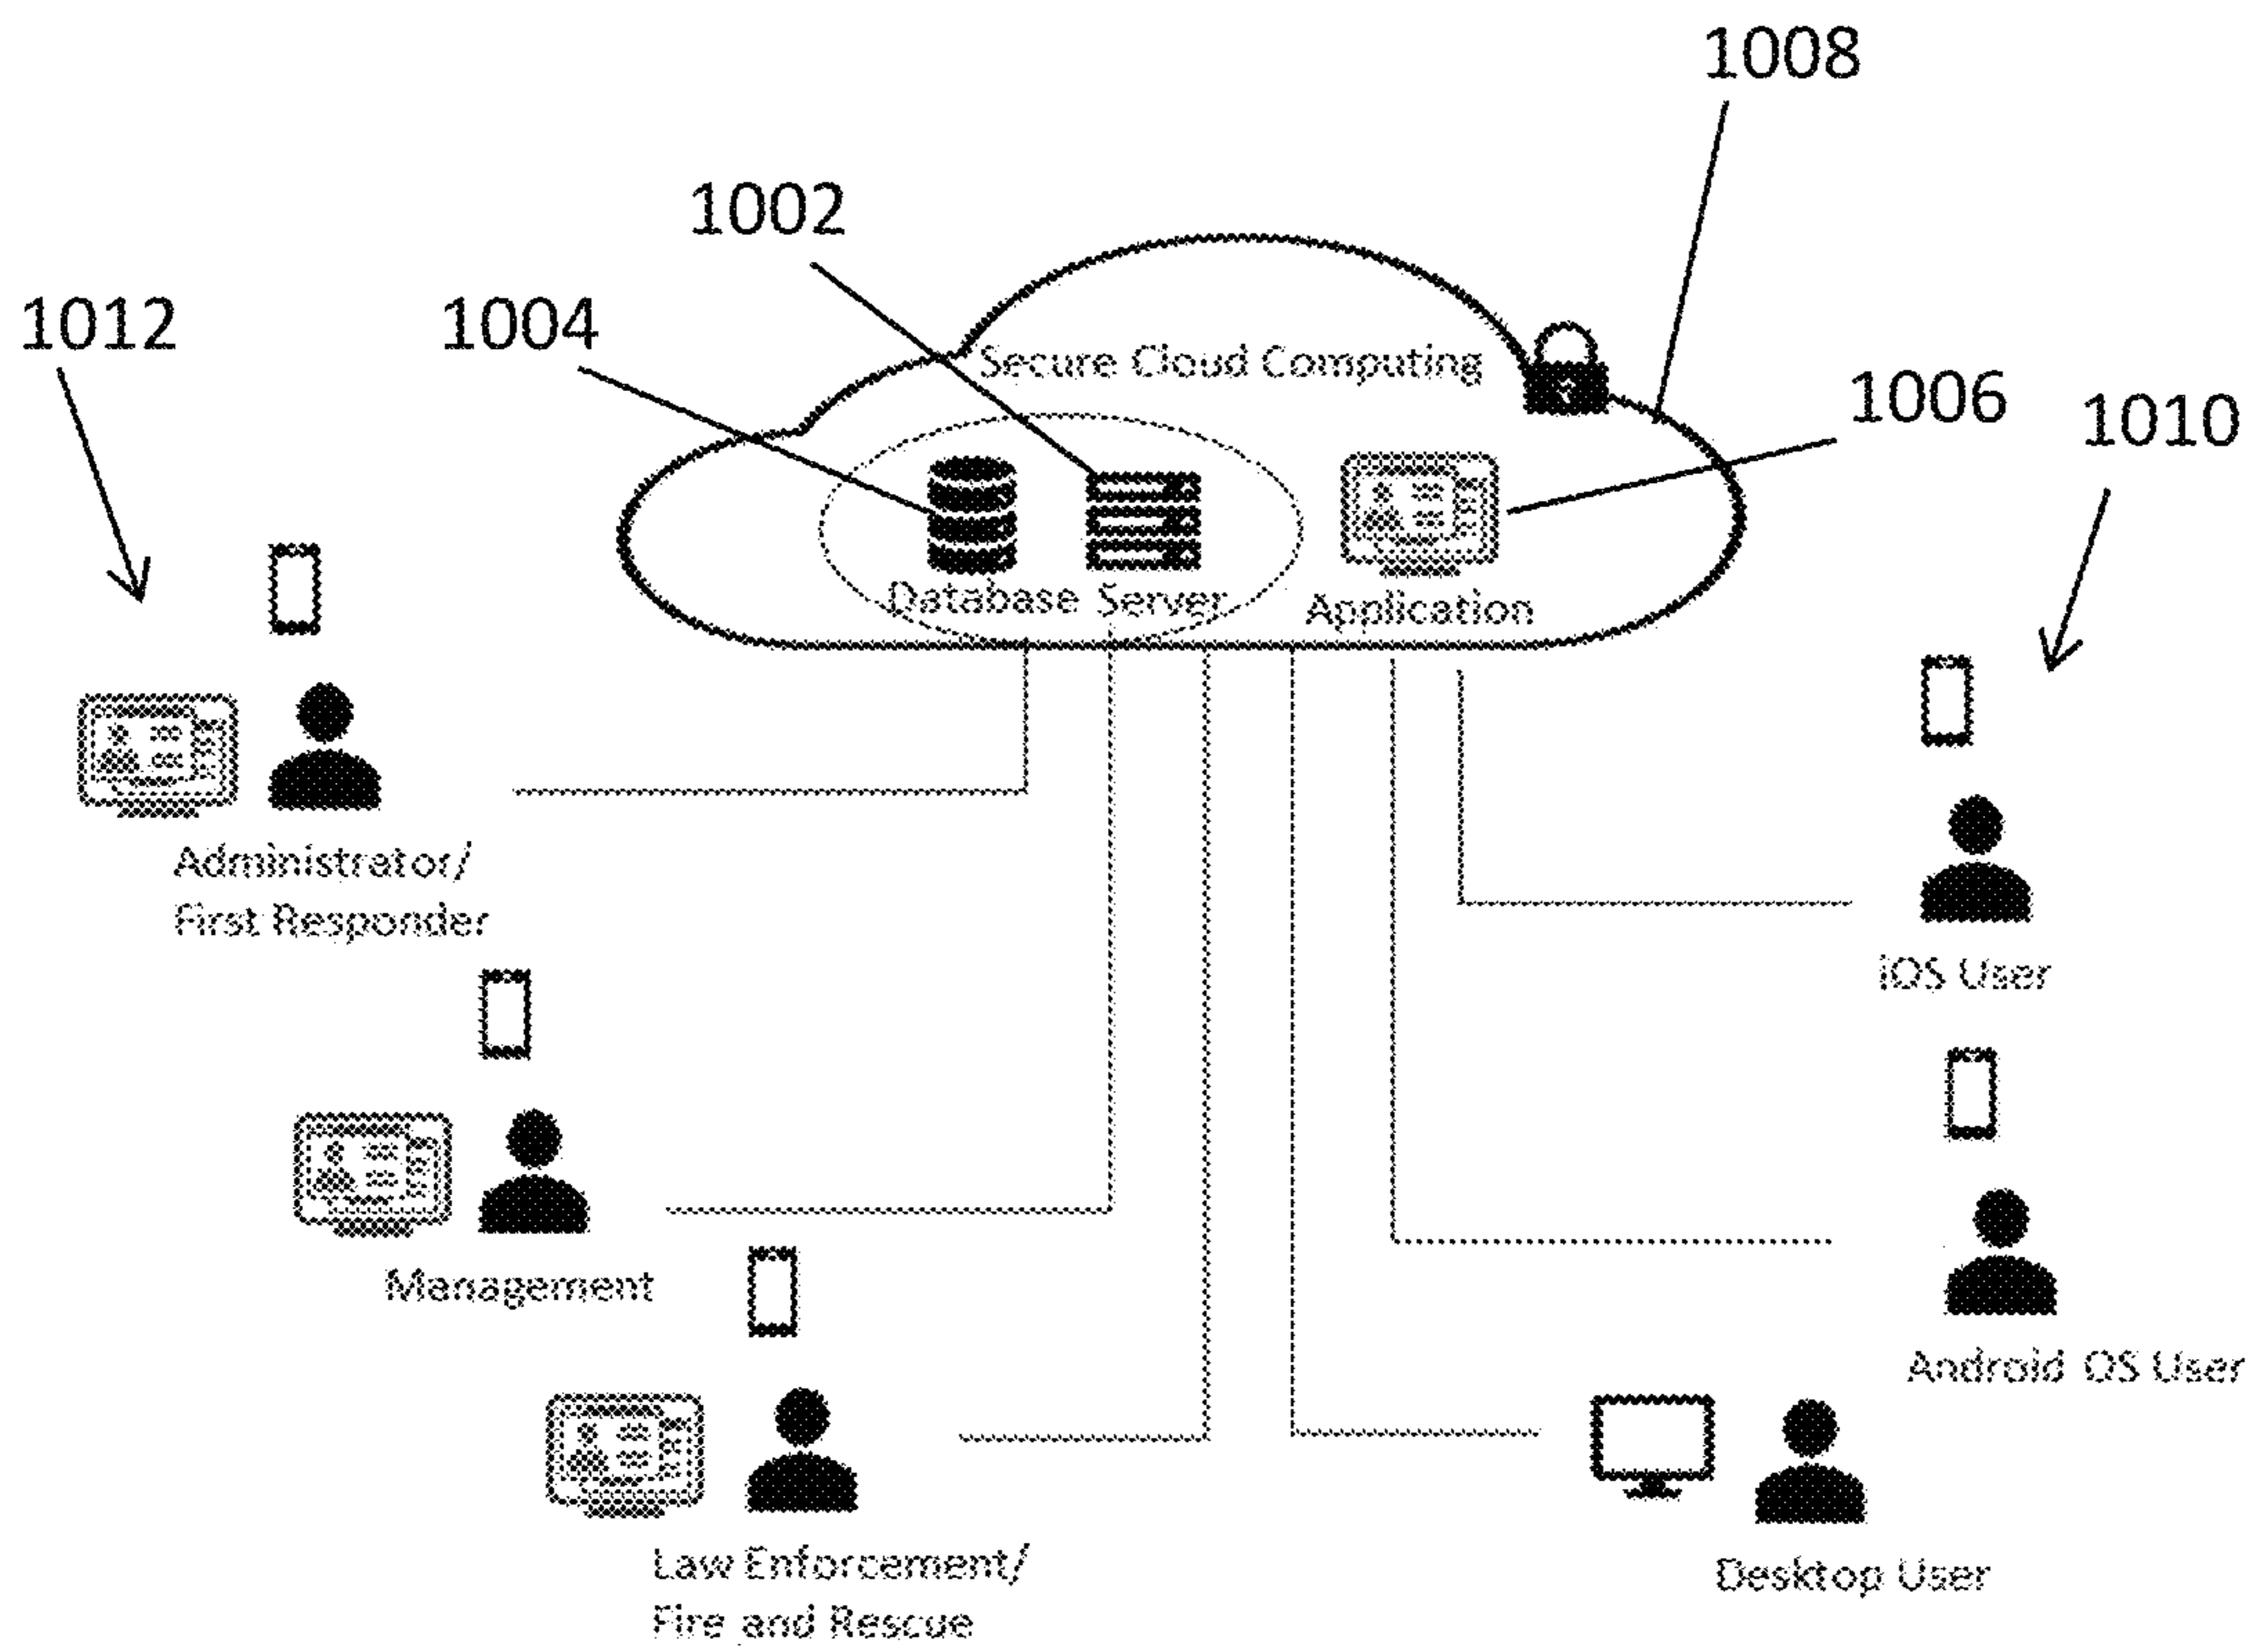 1008
1002
1012
1004
Secure Cloud Computing
1006
1010
Database
Server
Application
Administrator/
First Responder
iOS User
Management
Android OS User
Law Enforcement/
Fire and Rescue
Desktop User